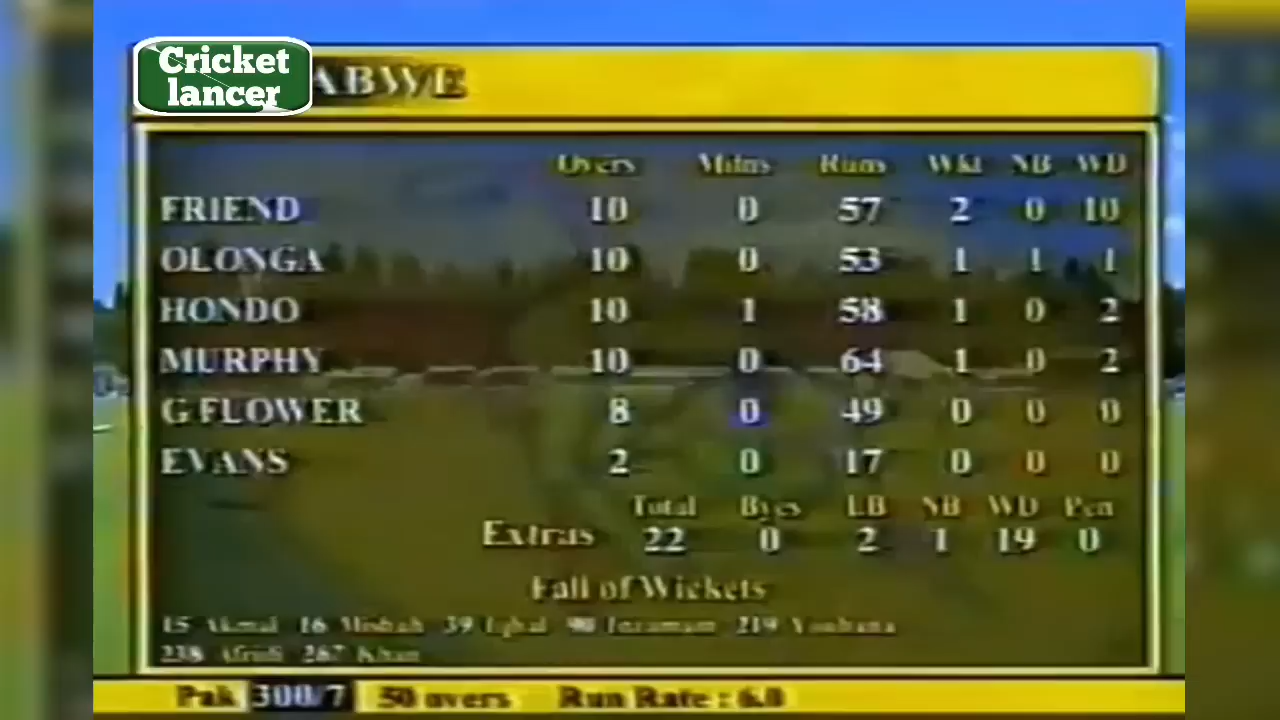 Cricket
lancer
ABWE
Overs Mdns Runs Wkt NB WD
FRIEND 10 0 57 2 0 10
OLONGA 10 0 53 1 1 1
HONDO 10 1 58 1 0 2
MURPHY 10 0 64 1 0 2
G FLOWER 8 0 49 0 0 0
EVANS 2 0 17 0 0 0
Total Byes LB NB WD Pen
Extras 22 0 2 1 19 0
Fall of Wickets
15 Akmal 16 Misbah 39 Iqbal 90 Inzamam 219 Youhana
238 Afridi 267 Khan
Pak 300/7 50 overs Run Rate : 6.0